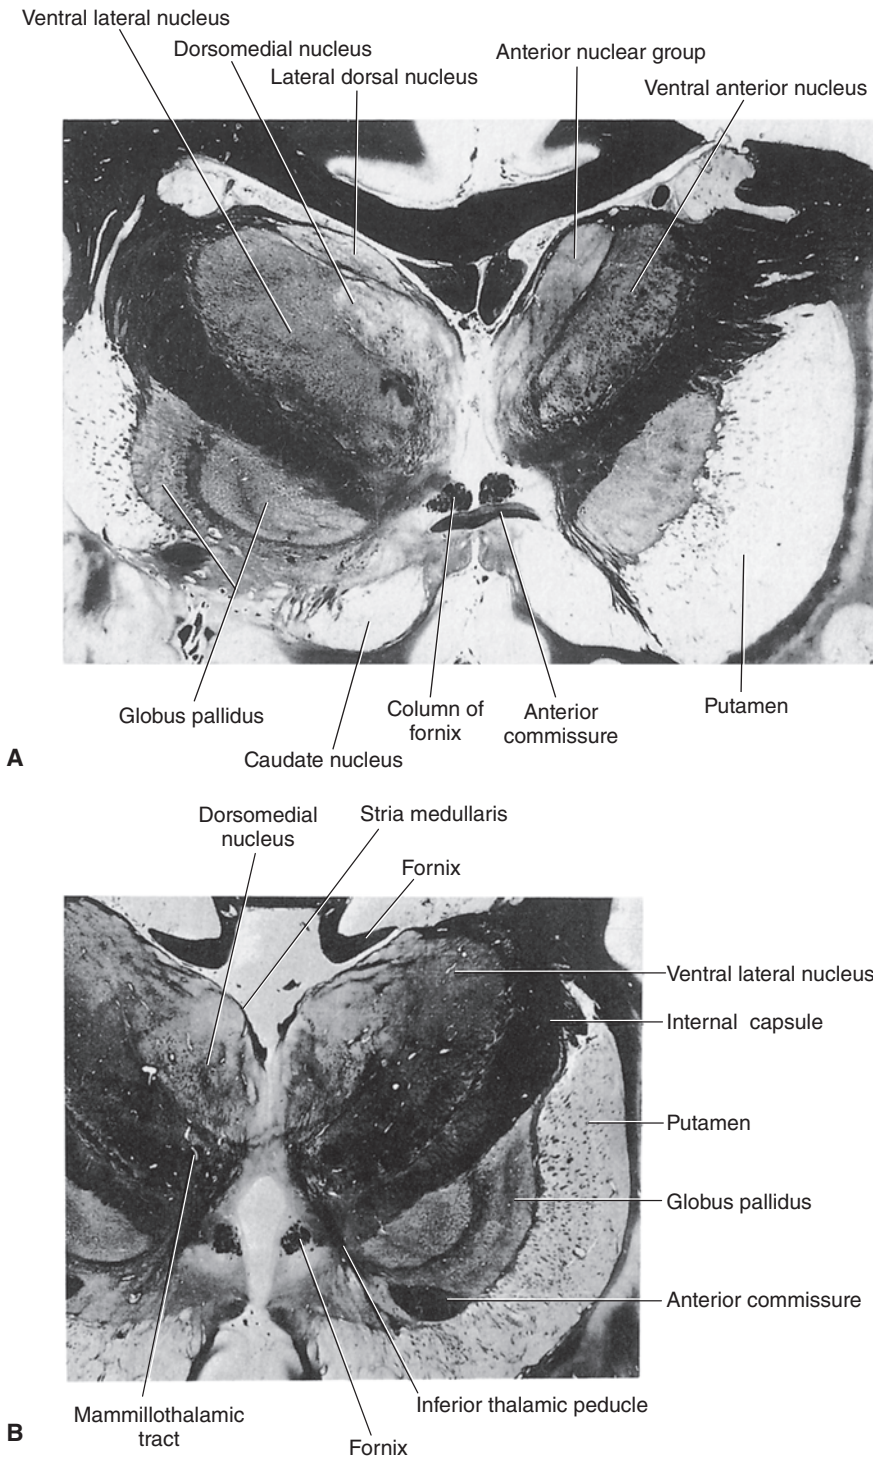 Ventral lateral nucleus
Dorsomedial nucleus
Lateral dorsal nucleus
Anterior nuclear group
Ventral anterior nucleus
Globus pallidus
Caudate nucleus
Column of
fornix
Anterior
commissure
Putamen
A
Dorsomedial
nucleus
Stria medullaris
Fornix
Ventral lateral nucleus
Internal capsule
Putamen
Globus pallidus
Anterior commissure
Inferior thalamic peducle
Fornix
Mammillothalamic
tract
B